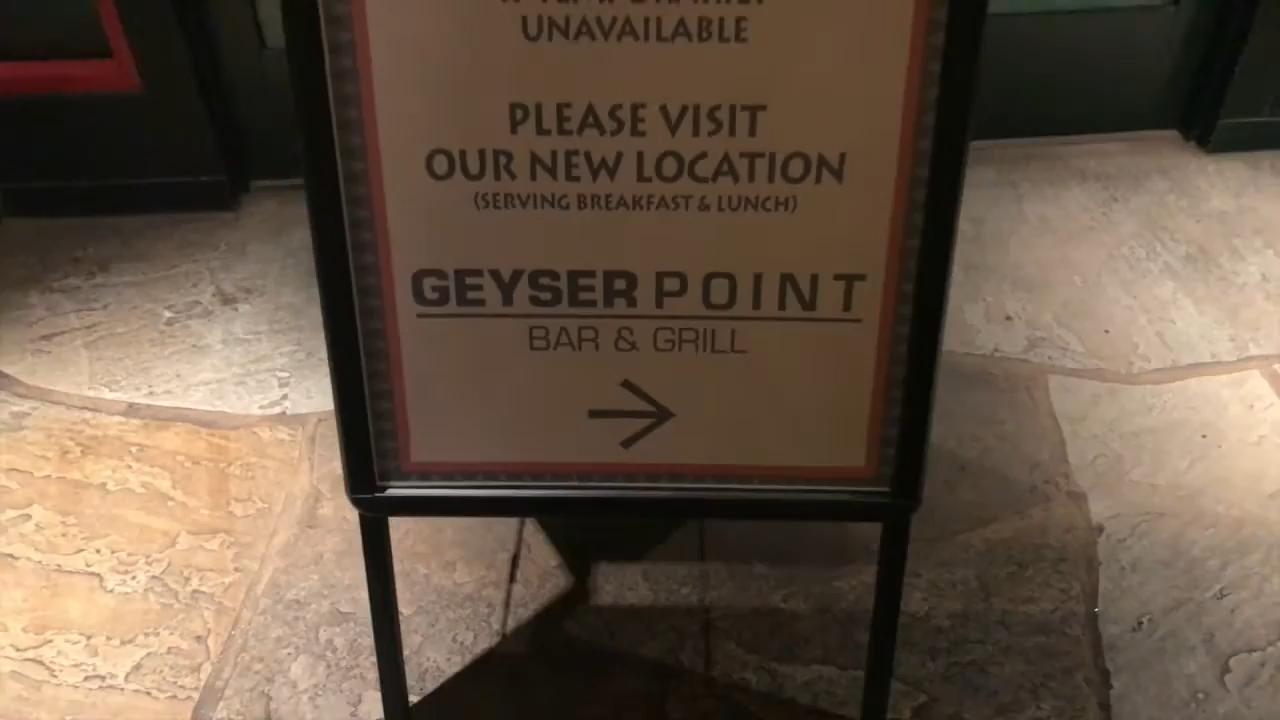 UNAVAILABLE
PLEASE VISIT
OUR NEW LOCATION
(SERVING BREAKFAST & LUNCH)
GEYSER POINT
BAR & GRILL